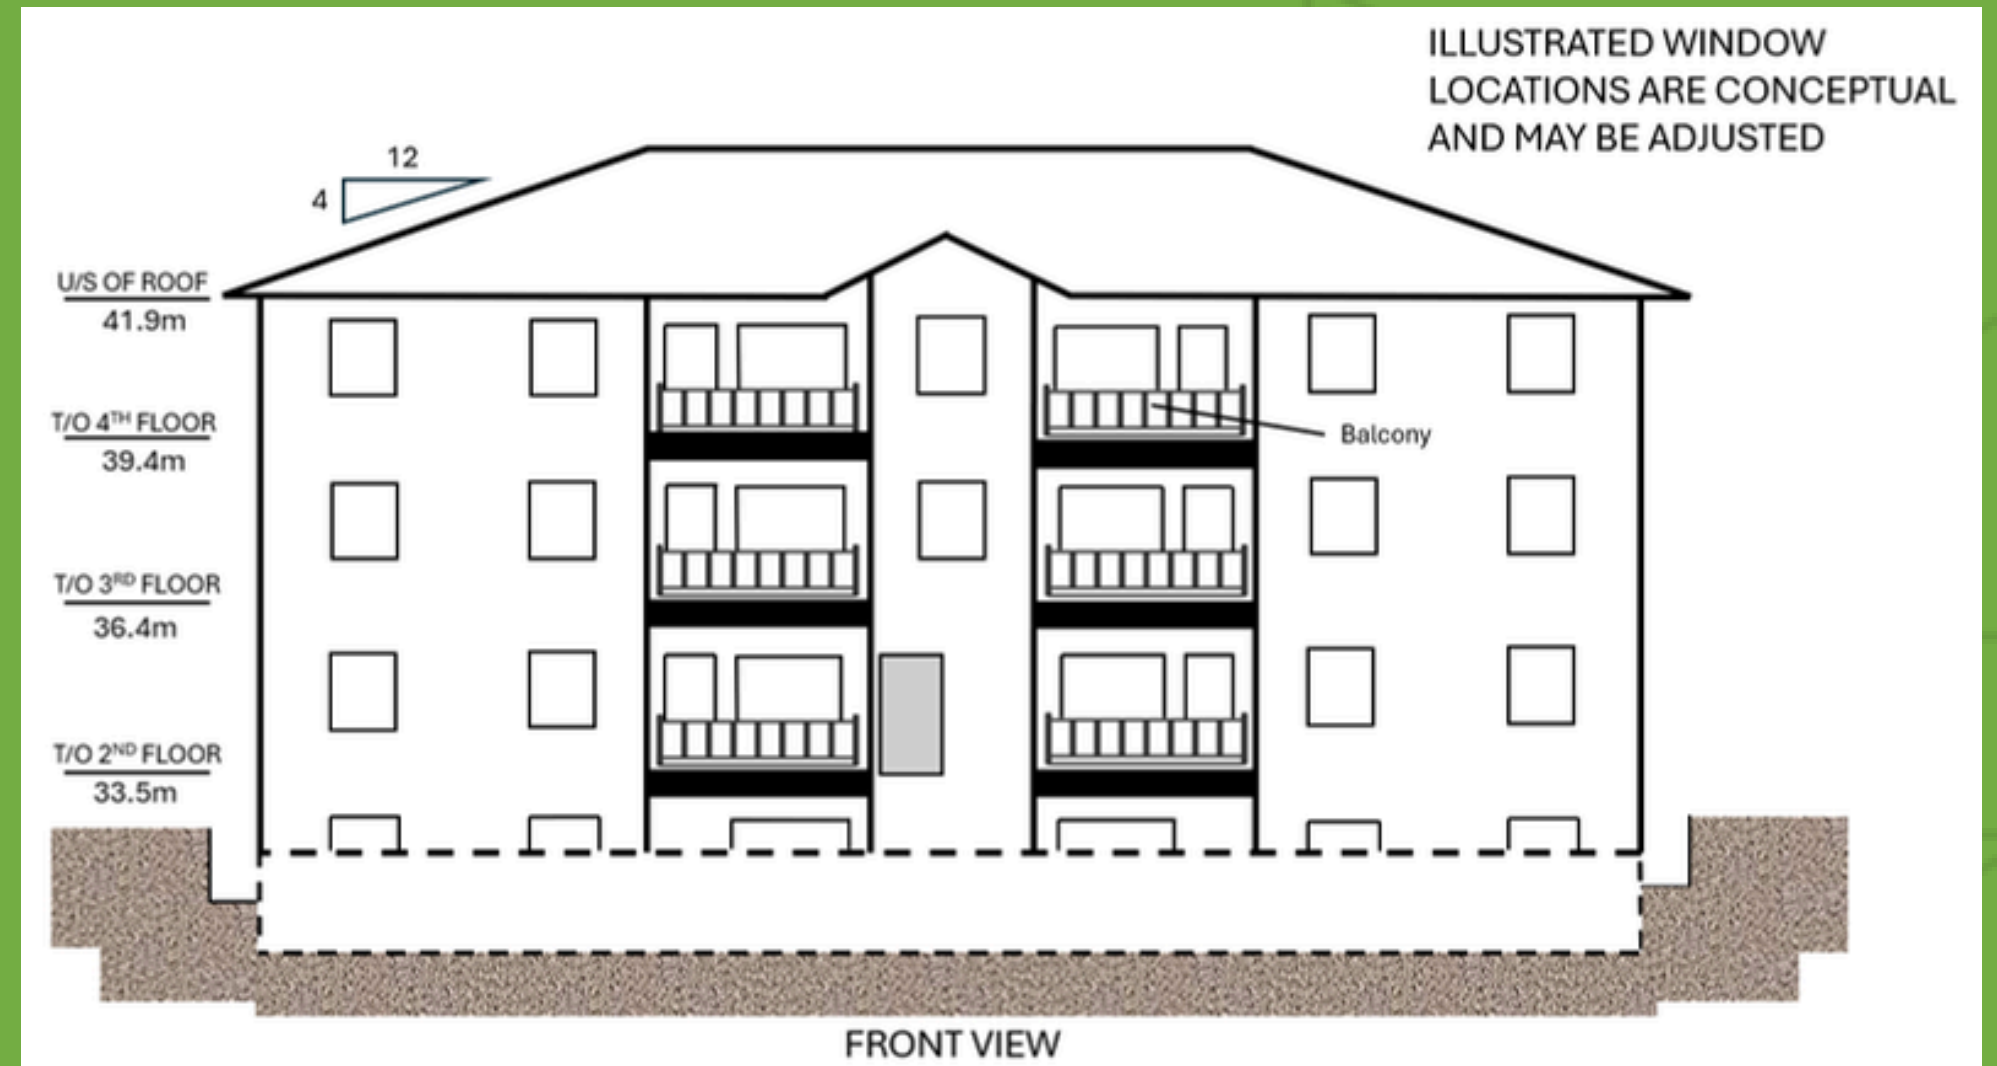 ILLUSTRATED WINDOW
LOCATIONS ARE CONCEPTUAL
AND MAY BE ADJUSTED
12
4
U/S OF ROOF
41.9m
T/O 4TH FLOOR
39.4m
Balcony
T/O 3RD FLOOR
36.4m
T/O 2ND FLOOR
33.5m
FRONT VIEW